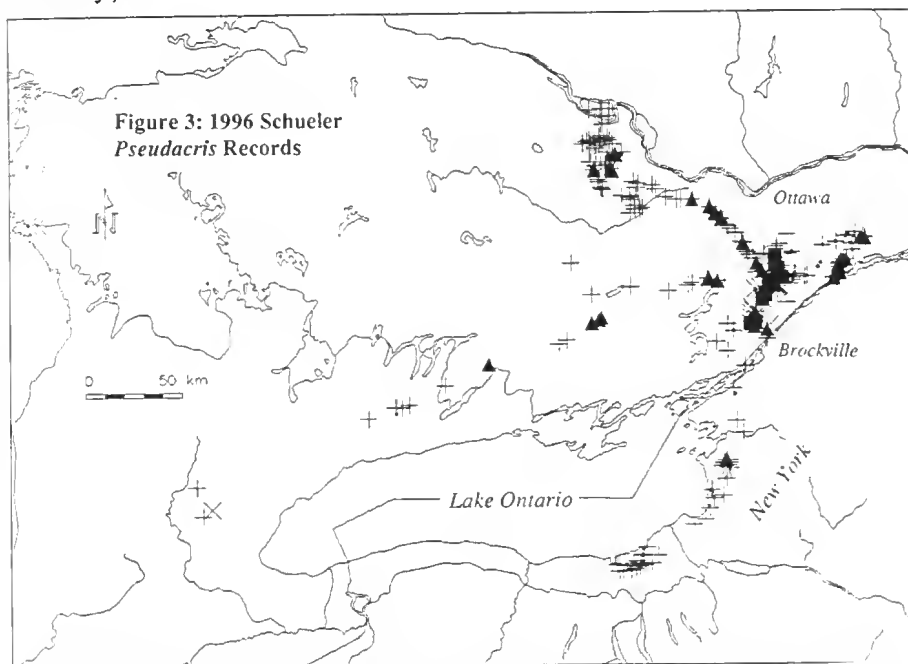 Figure 3: 1996 Schueler
Pseudacris Records
Ottawa
0 50 km
Brockville
New York
Lake Ontario